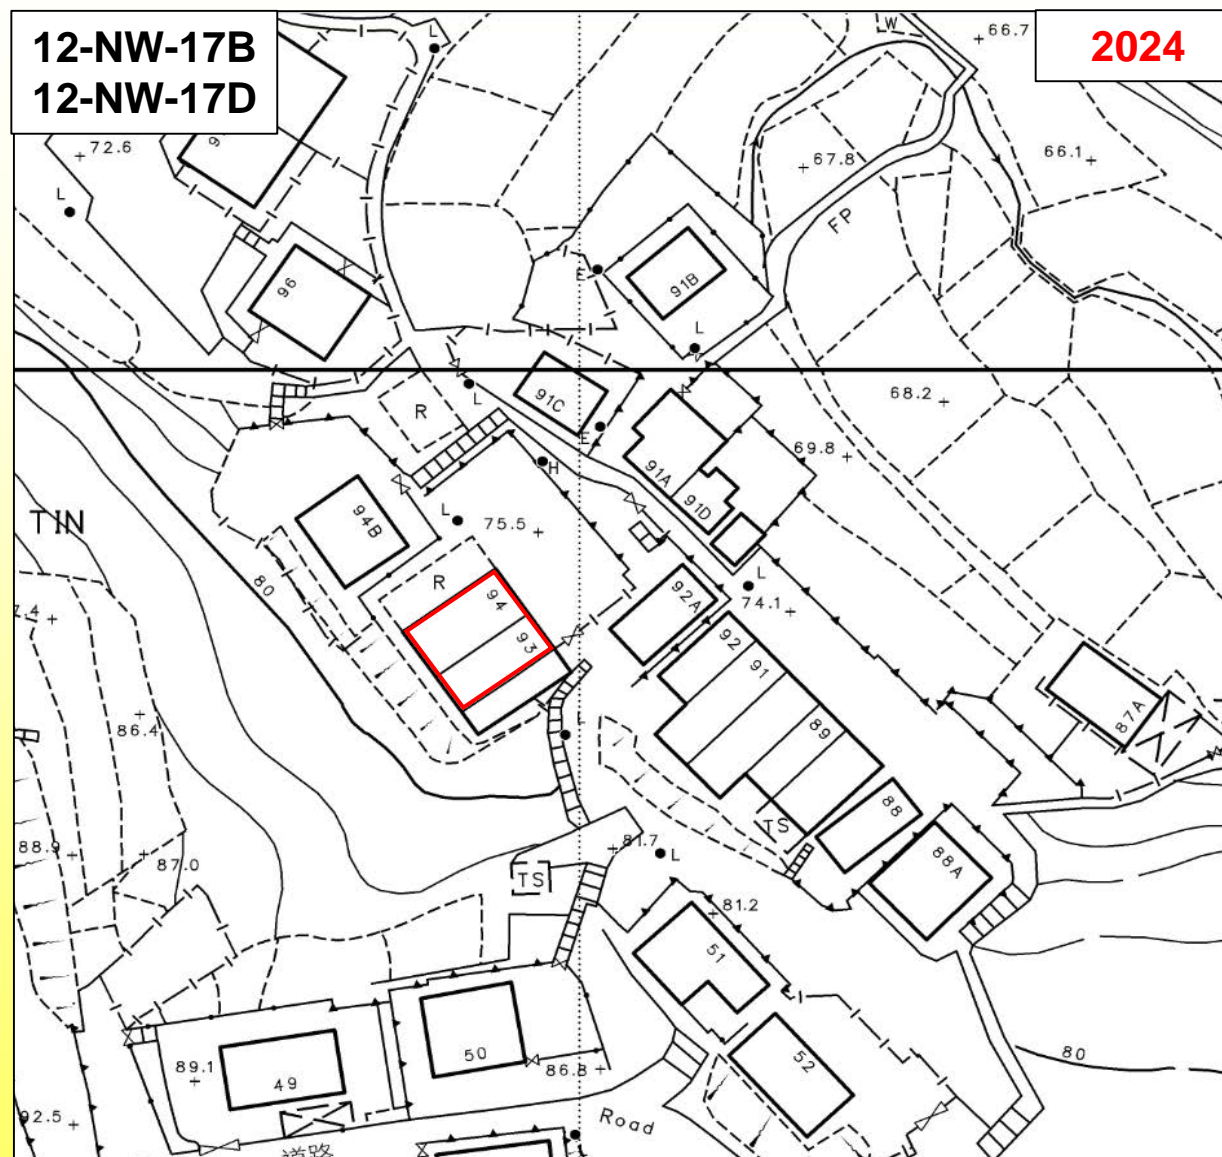 12-NW-17B
12-NW-17D
2024
W
66.7
L
72.6
67.8
66.1
L
FP
E
91B
96
L
L
91C
R
68.2
E
91A
69.8
H
91D
TIN
94B
L
75.5
80
R
94
92A
L
74.1
7.4
93
92
91
87A
86.4
L
89
88
TS
88.9
87.0
81.7
L
88A
TS
81.2
51
50
80
89.1
49
86.8
52
92.5
Road
道路